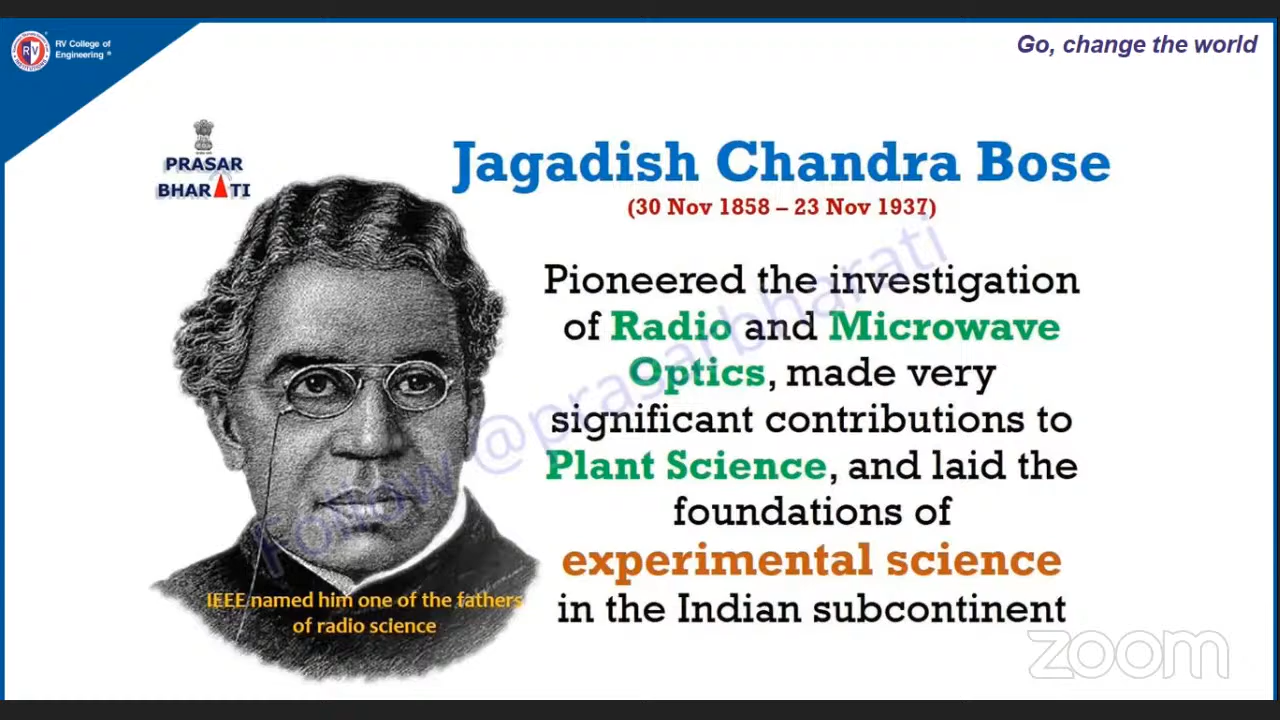 RV College of
Engineering ®
Go, change the world
PRASAR
BHARATI
Jagadish Chandra Bose
(30 Nov 1858 – 23 Nov 1937)
Pioneered the investigation
of Radio and Microwave
Optics, made very
significant contributions to
Plant Science, and laid the
foundations of
experimental science
in the Indian subcontinent
IEEE named him one of the fathers
of radio science
Follow @prasarbharati
zoom